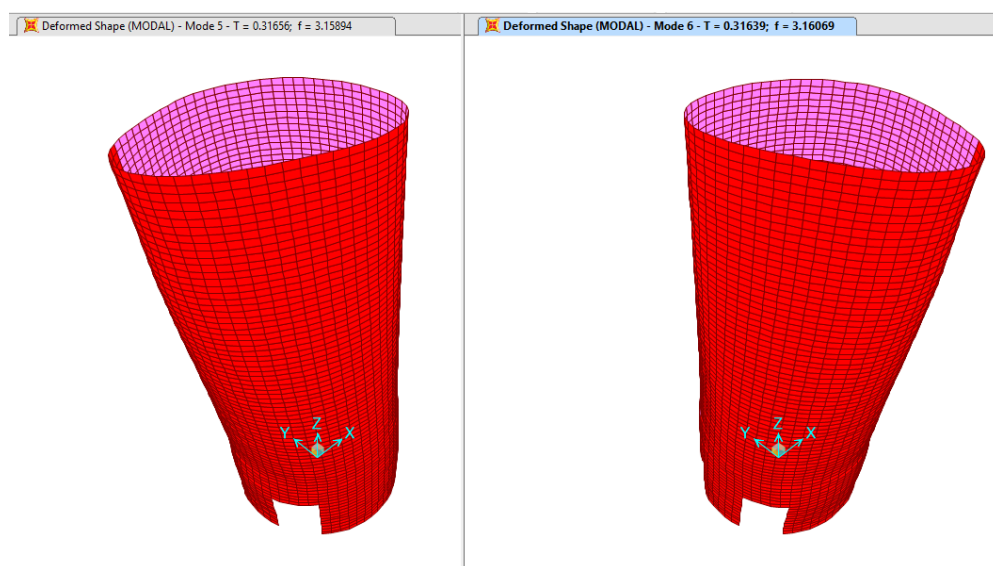 Deformed Shape (MODAL) - Mode 5 - T = 0.31656; f = 3.15894
Deformed Shape (MODAL) - Mode 6 - T = 0.31639; f = 3.16069
Y Z X
Y Z X